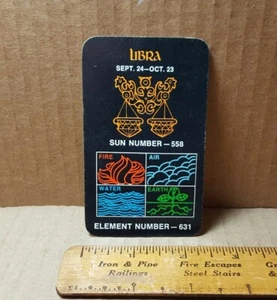 LIBRA
SEPT. 24—OCT. 23
SUN NUMBER—558
FIRE
AIR
WATER
EARTH
ELEMENT NUMBER—631
Iron & Pipe
Railings
Fire Escapes
Steel Stairs